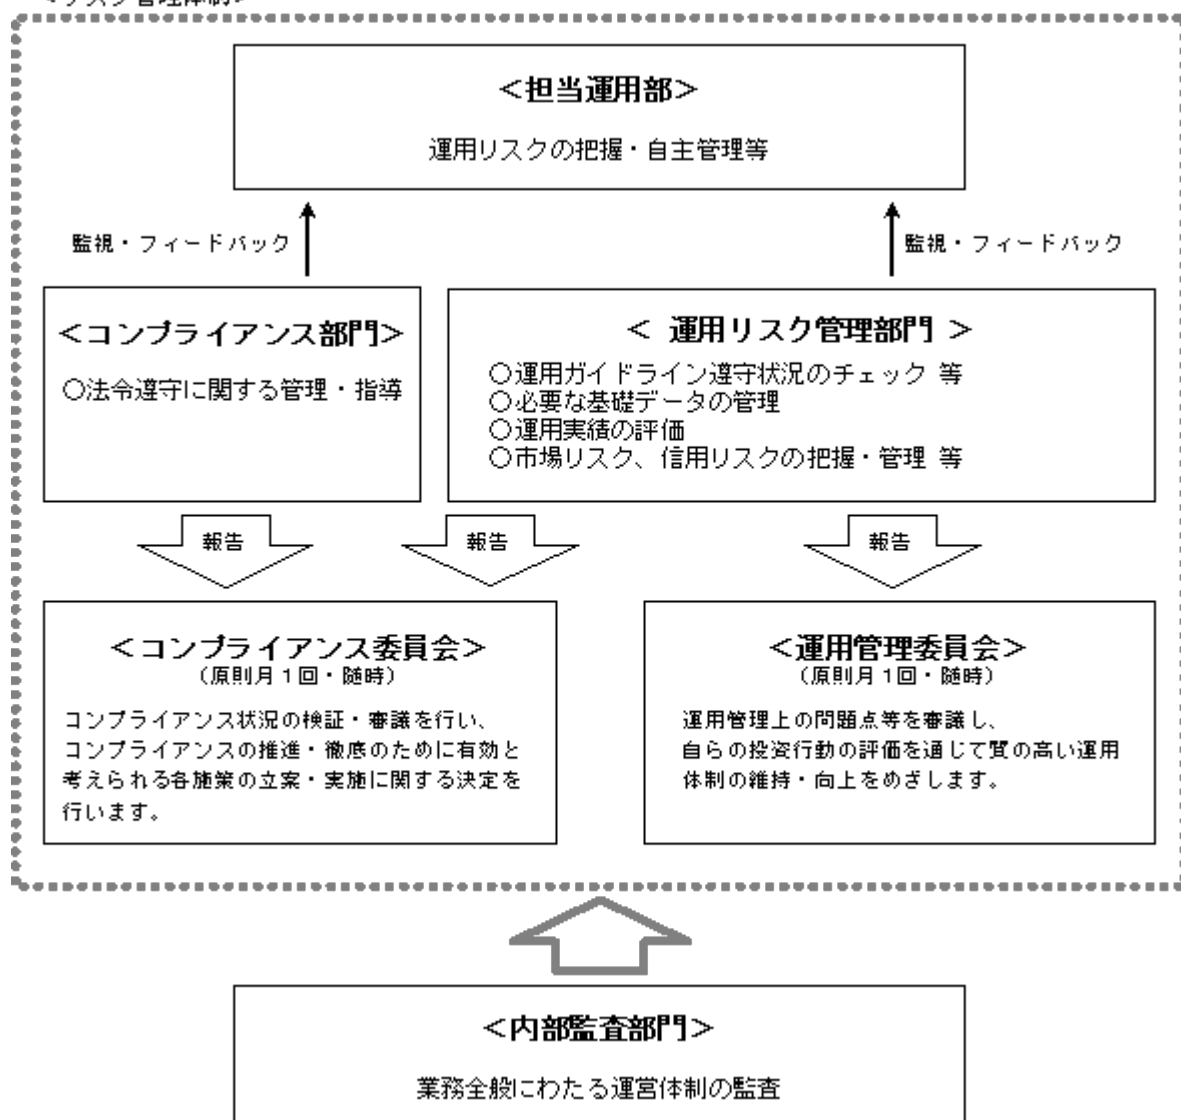 <リスク管理体制>
<担当運用部>
運用リスクの把握・自主管理等
監視・フィードバック
監視・フィードバック
<コンプライアンス部門>
○法令遵守に関する管理・指導
< 運用リスク管理部門 >
○運用ガイドライン遵守状況のチェック 等
○必要な基礎データの管理
○運用実績の評価
○市場リスク、信用リスクの把握・管理 等
報告
報告
報告
<コンプライアンス委員会>
(原則月1回・随時)
コンプライアンス状況の検証・審議を行い、
コンプライアンスの推進・徹底のために有効と
考えられる各施策の立案・実施に関する決定を
行います。
<運用管理委員会>
(原則月1回・随時)
運用管理上の問題点等を審議し、
自らの投資行動の評価を通じて質の高い運用
体制の維持・向上をめざします。
<内部監査部門>
業務全般にわたる運営体制の監査